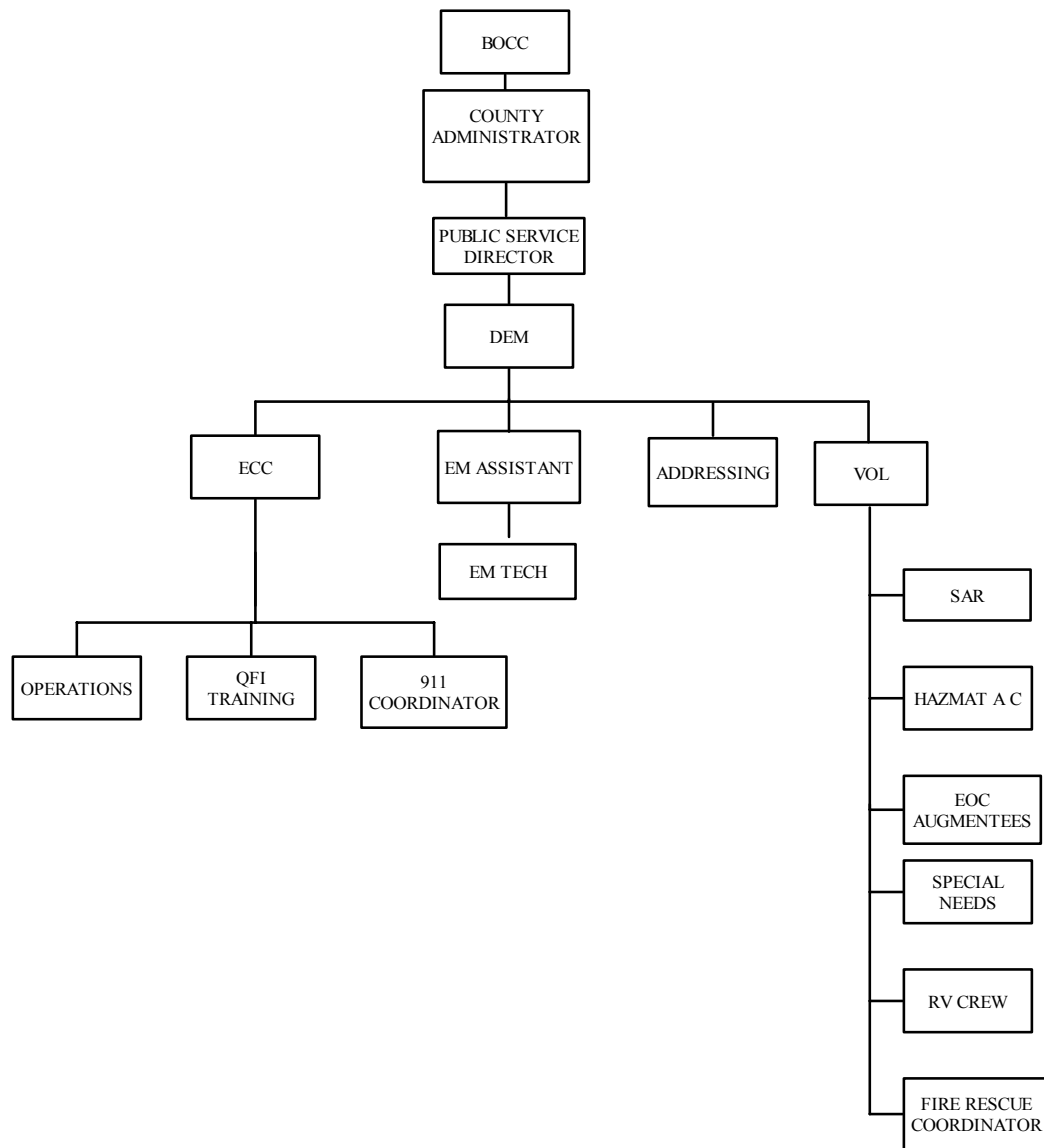 BOCC
COUNTY
ADMINISTRATOR
PUBLIC SERVICE
DIRECTOR
DEM
ECC
EM ASSISTANT
ADDRESSING
VOL
EM TECH
SAR
OPERATIONS
QFI
TRAINING
911
COORDINATOR
HAZMAT A C
EOC
AUGMENTEES
SPECIAL
NEEDS
RV CREW
FIRE RESCUE
COORDINATOR